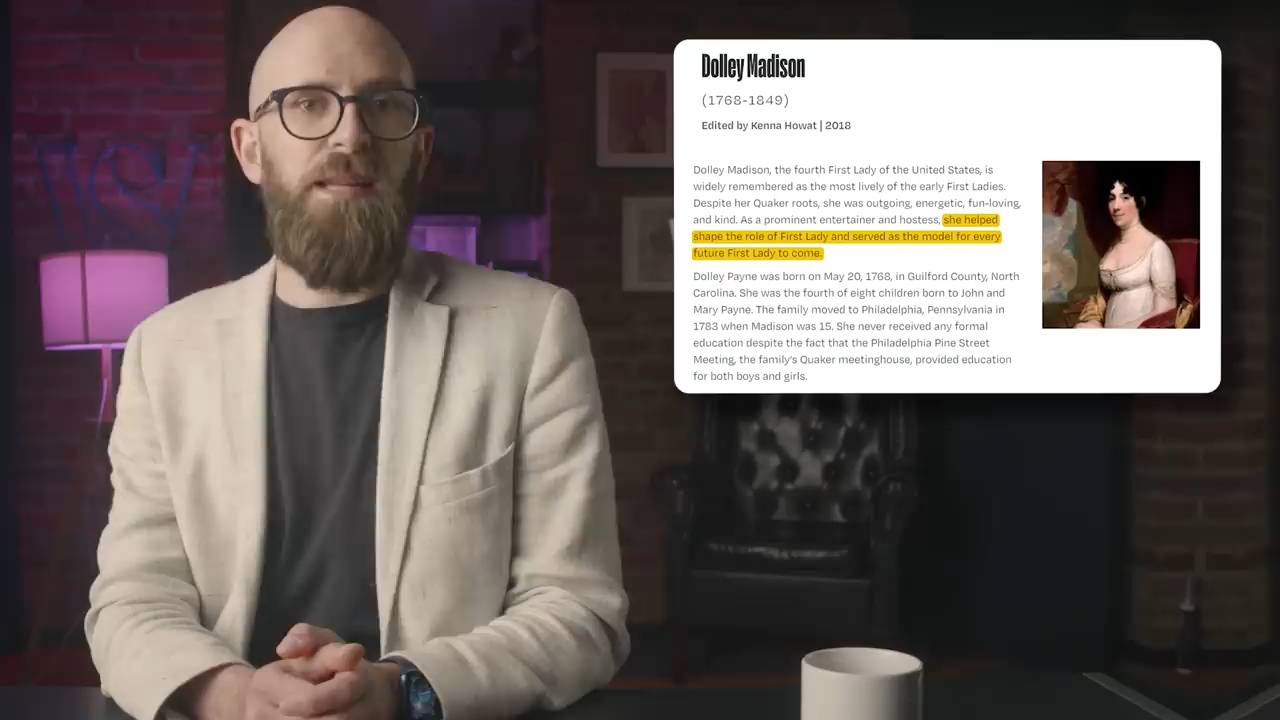 Dolley Madison
(1768-1849)
Edited by Kenna Howat | 2018
Dolley Madison, the fourth First Lady of the United States, is
widely remembered as the most lively of the early First Ladies.
Despite her Quaker roots, she was outgoing, energetic, fun-loving,
and kind. As a prominent entertainer and hostess, she helped
shape the role of First Lady and served as the model for every
future First Lady to come.
Dolley Payne was born on May 20, 1768, in Guilford County, North
Carolina. She was the fourth of eight children born to John and
Mary Payne. The family moved to Philadelphia, Pennsylvania in
1783 when Madison was 15. She never received any formal
education despite the fact that the Philadelphia Pine Street
Meeting, the family's Quaker meetinghouse, provided education
for both boys and girls.